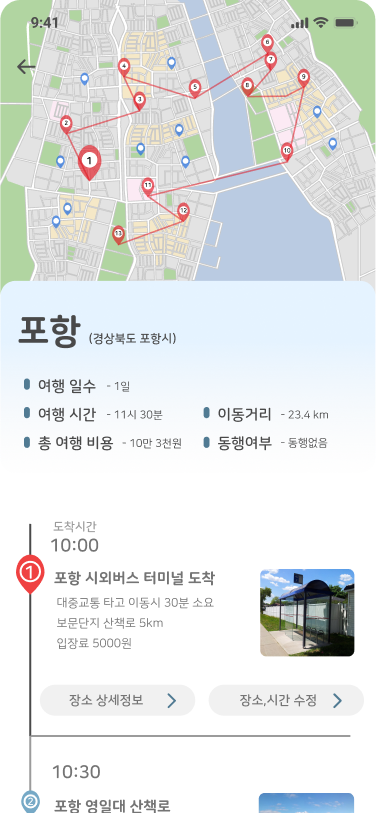 9:41
6
7
4
9
8
5
3
2
1
10
11
12
13
포항 (경상북도 포항시)
여행 일수 - 1일
여행 시간 - 11시 30분 이동거리 - 23.4 km
총 여행 비용 - 10만 3천원 동행여부 - 동행없음
도착시간
10:00
1 포항 시외버스 터미널 도착
대중교통 타고 이동시 30분 소요
보문단지 산책로 5km
입장료 5000원
장소 상세정보 장소,시간 수정
10:30
2 포항 영일대 산책로